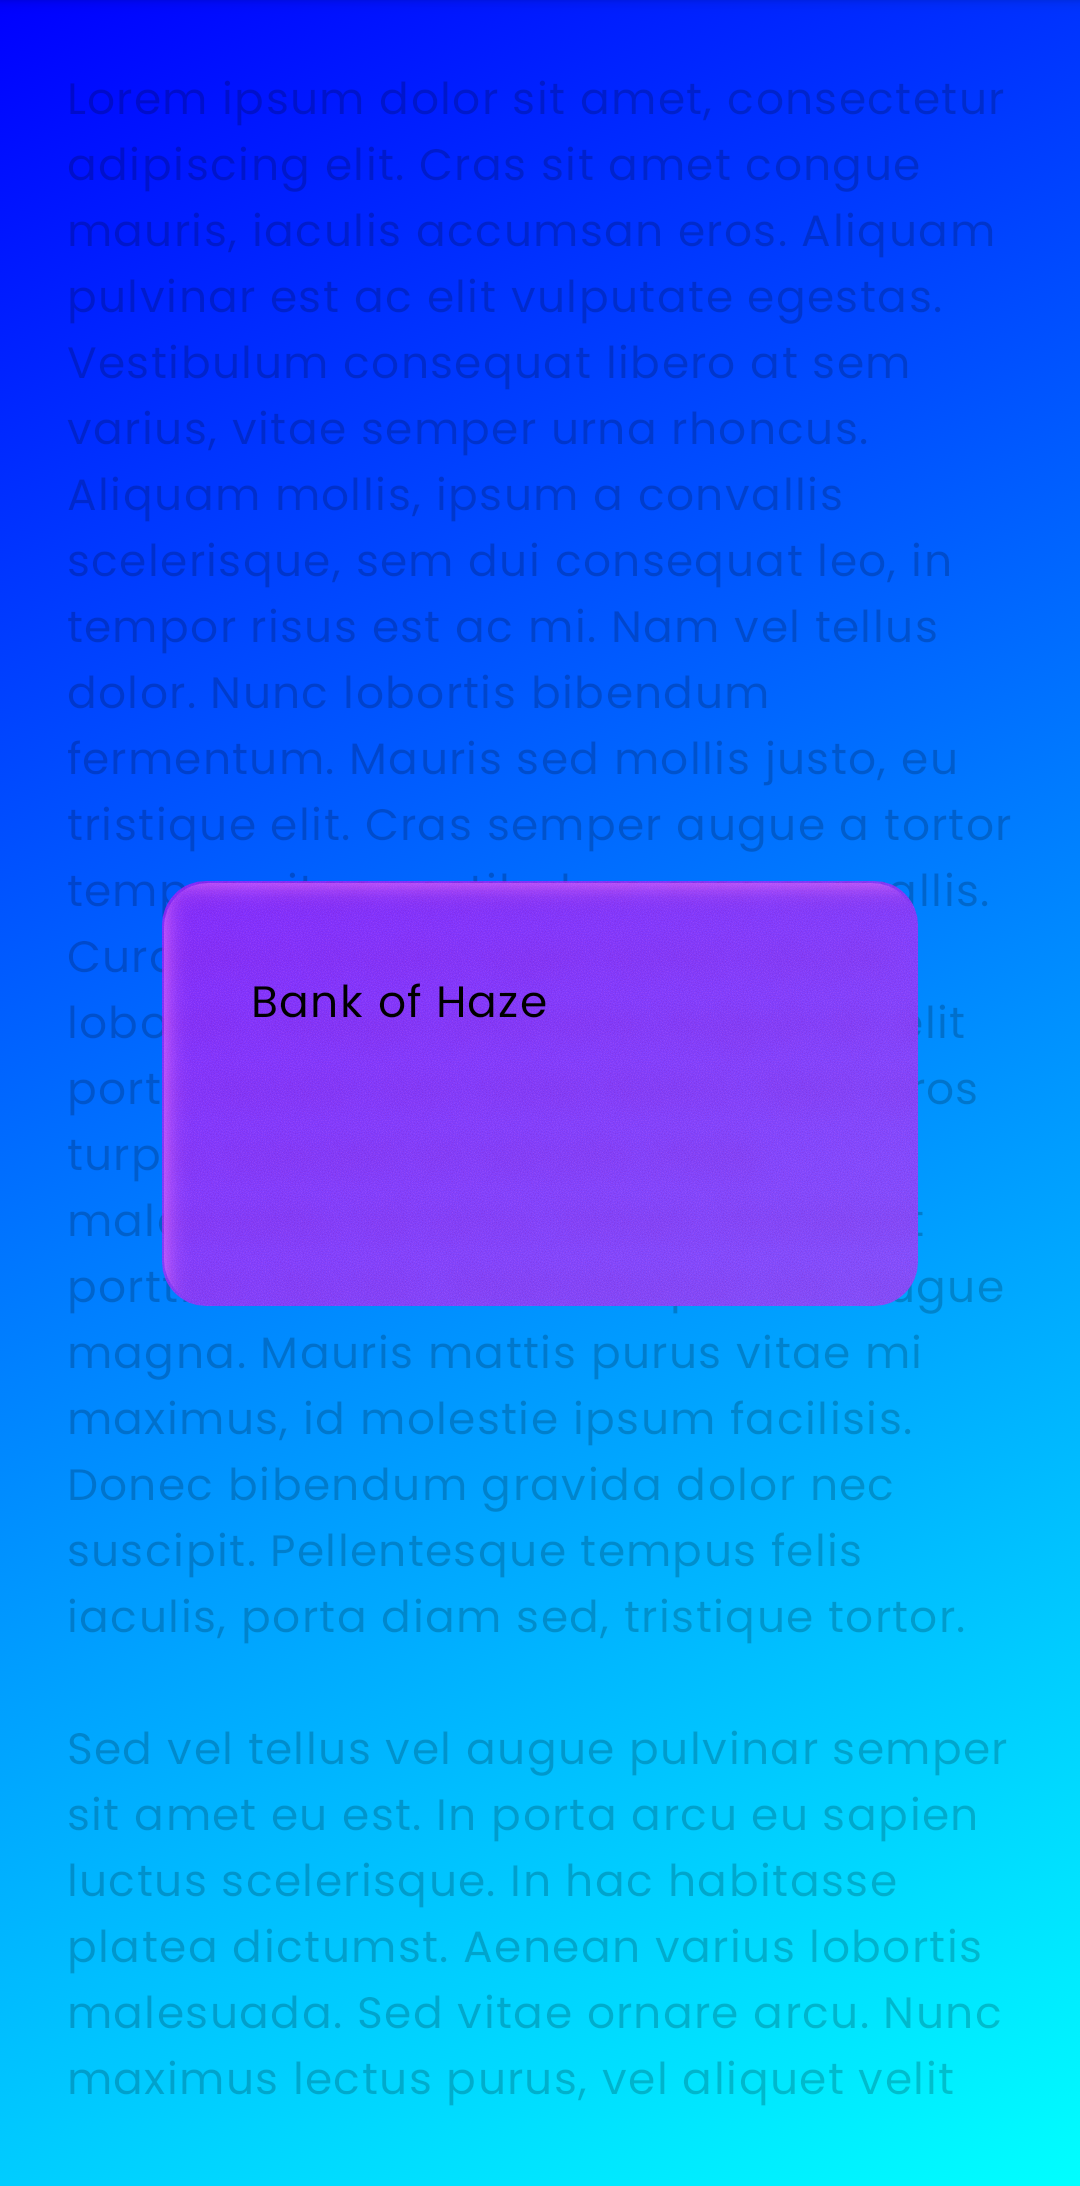 Lorem ipsum dolor sit amet, consectetur
adipiscing elit. Cras sit amet congue
mauris, iaculis accumsan eros. Aliquam
pulvinar est ac elit vulputate egestas.
Vestibulum consequat libero at sem
varius, vitae semper urna rhoncus.
Aliquam mollis, ipsum a convallis
scelerisque, sem dui consequat leo, in
tempor risus est ac mi. Nam vel tellus
dolor. Nunc lobortis bibendum
fermentum. Mauris sed mollis justo, eu
tristique elit. Cras semper augue a tortor
Bank of Haze
magna. Mauris mattis purus vitae mi
maximus, id molestie ipsum facilisis.
Donec bibendum gravida dolor nec
suscipit. Pellentesque tempus felis
iaculis, porta diam sed, tristique tortor.
Sed vel tellus vel augue pulvinar semper
sit amet eu est. In porta arcu eu sapien
luctus scelerisque. In hac habitasse
platea dictumst. Aenean varius lobortis
malesuada. Sed vitae ornare arcu. Nunc
maximus lectus purus, vel aliquet velit